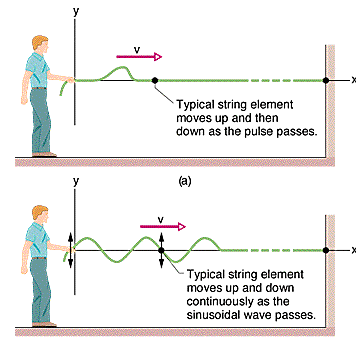 y
v
x
Typical string element
moves up and then
down as the pulse passes.
(a)
y
v
x
Typical string element
moves up and down
continuously as the
sinusoidal wave passes.